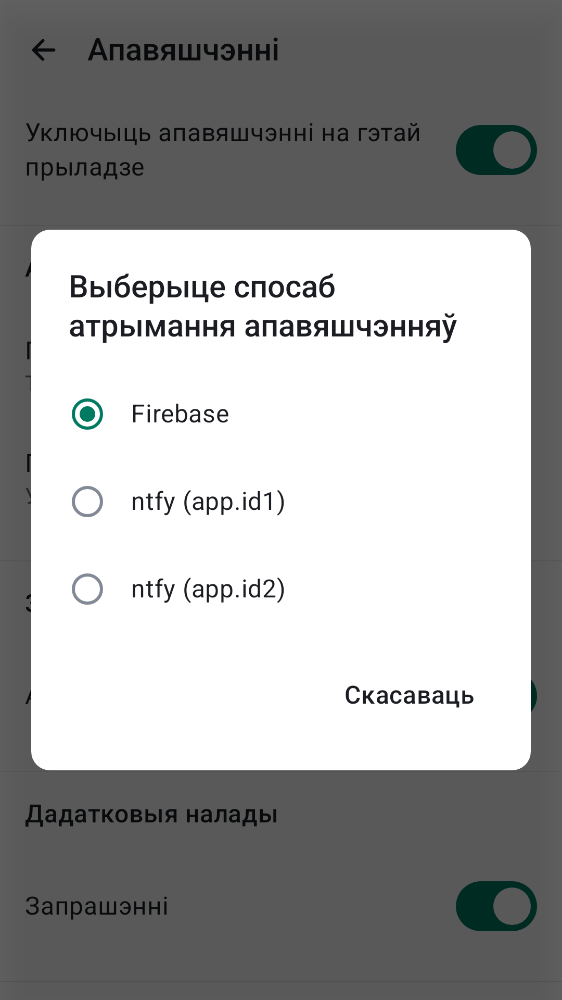 Апавяшчэнні
Уключыць апавяшчэнні на гэтай
прыладзе
Выберыце спосаб
атрымання апавяшчэнняў
Firebase
ntfy (app.id1)
ntfy (app.id2)
Скасаваць
Дадатковыя налады
Запрашэнні